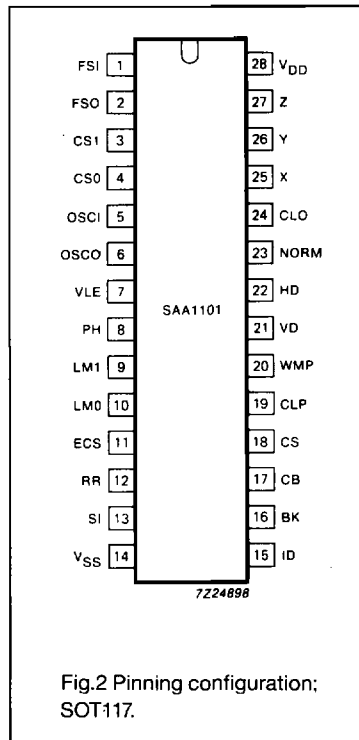 FSI 1 28 VDD
FSO 2 27 Z
CS1 3 26 Y
CS0 4 25 X
OSCI 5 24 CLO
OSCO 6 23 NORM
VLE 7 22 HD
SAA1101
PH 8 21 VD
LM1 9 20 WMP
LM0 10 19 CLP
ECS 11 18 CS
RR 12 17 CB
SI 13 16 BK
VSS 14 15 ID
7Z24898
Fig.2 Pinning configuration;
SOT117.